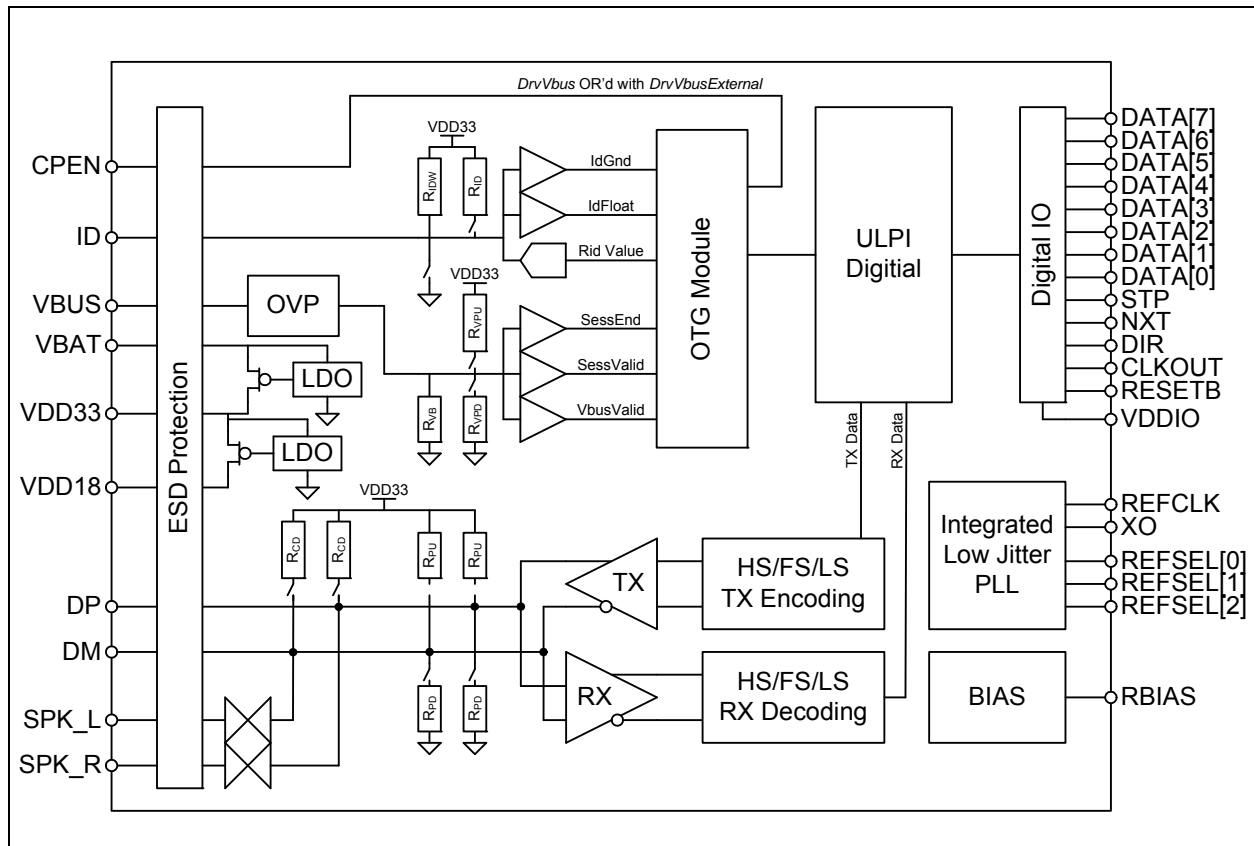 DrvVbus OR'd with DrvVbusExternal
CPEN
ID
VBUS
VBAT
VDD33
VDD18
DP
DM
SPK_L
SPK_R
ESD Protection
OVP
LDO
LDO
VDD33
RIDW
RID
IdGnd
IdFloat
Rid Value
VDD33
RVPU
RVB
RVPD
SessEnd
SessValid
VbusValid
OTG Module
ULPI
Digitial
TX Data
RX Data
Digital IO
DATA[7]
DATA[6]
DATA[5]
DATA[4]
DATA[3]
DATA[2]
DATA[1]
DATA[0]
STP
NXT
DIR
CLKOUT
RESETB
VDDIO
VDD33
RCD
RCD
RPU
RPU
RPD
RPD
TX
RX
HS/FS/LS
TX Encoding
HS/FS/LS
RX Decoding
Integrated
Low Jitter
PLL
REFCLK
XO
REFSEL[0]
REFSEL[1]
REFSEL[2]
BIAS
RBIAS